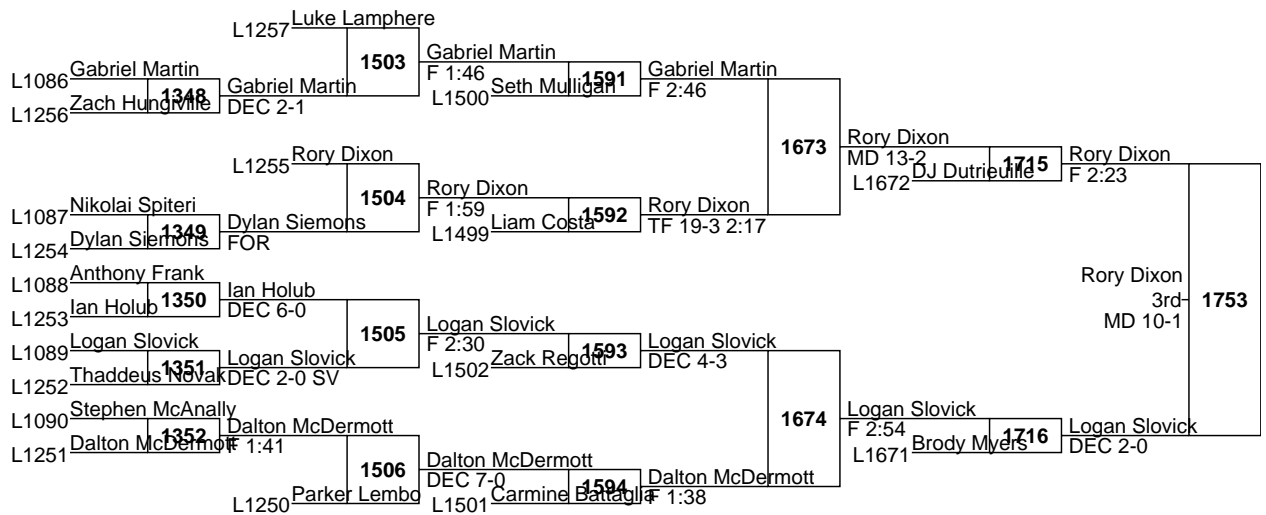 L1257 Luke Lamphere
1503
Gabriel Martin
F 1:46
L1086 Gabriel Martin
1348
L1256 Zach Hungiville
Gabriel Martin
DEC 2-1
L1500 Seth Mulligan
1591
Gabriel Martin
F 2:46
1673
Rory Dixon
MD 13-2
L1255 Rory Dixon
1504
Rory Dixon
F 1:59
L1087 Nikolai Spiteri
1349
L1254 Dylan Siemons
Dylan Siemons
FOR
L1499 Liam Costa
1592
Rory Dixon
TF 19-3 2:17
L1672 DJ Dutrieuille
1715
Rory Dixon
F 2:23
L1088 Anthony Frank
1350
L1253 Ian Holub
Ian Holub
DEC 6-0
1505
Logan Slovick
F 2:30
L1089 Logan Slovick
1351
L1252 Thaddeus Novak
Logan Slovick
DEC 2-0 SV
L1502 Zack Regotti
1593
Logan Slovick
DEC 4-3
Rory Dixon
3rd
MD 10-1
1753
L1090 Stephen McAnally
1352
L1251 Dalton McDermott
Dalton McDermott
F 1:41
1506
Dalton McDermott
DEC 7-0
L1250 Parker Lembo
L1501 Carmine Battaglia
1594
Dalton McDermott
F 1:38
1674
Logan Slovick
F 2:54
L1671 Brody Myers
1716
Logan Slovick
DEC 2-0